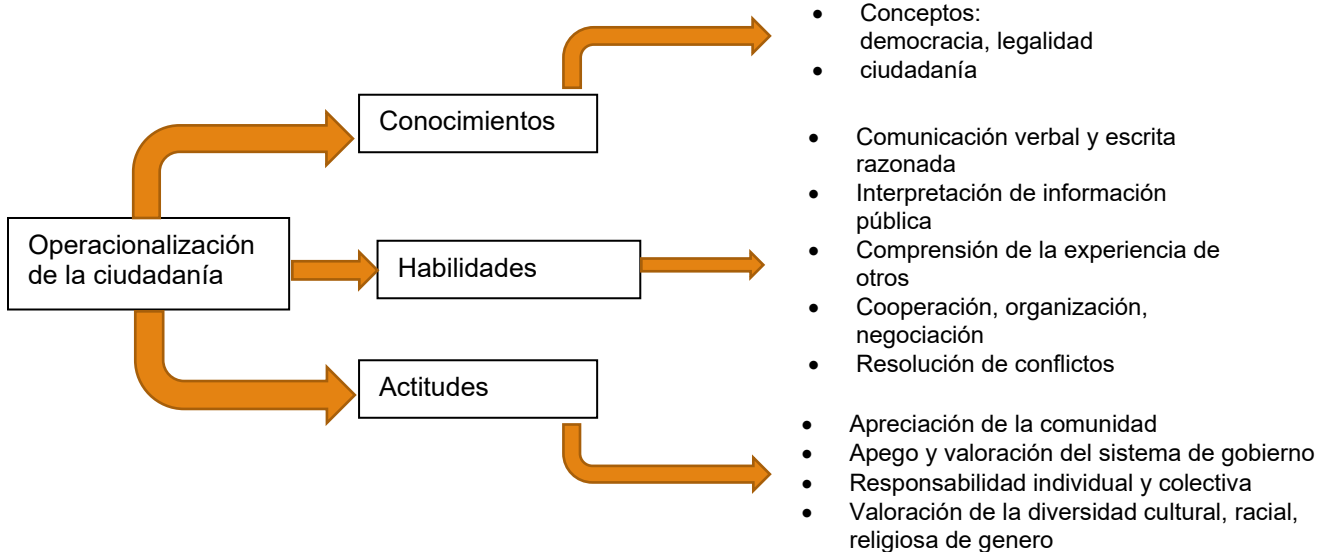 Operacionalización
de la ciudadanía
Conocimientos
• Conceptos:
democracia, legalidad
• ciudadanía
Habilidades
• Comunicación verbal y escrita
razonada
• Interpretación de información
pública
• Comprensión de la experiencia de
otros
• Cooperación, organización,
negociación
• Resolución de conflictos
Actitudes
• Apreciación de la comunidad
• Apego y valoración del sistema de gobierno
• Responsabilidad individual y colectiva
• Valoración de la diversidad cultural, racial,
religiosa de genero